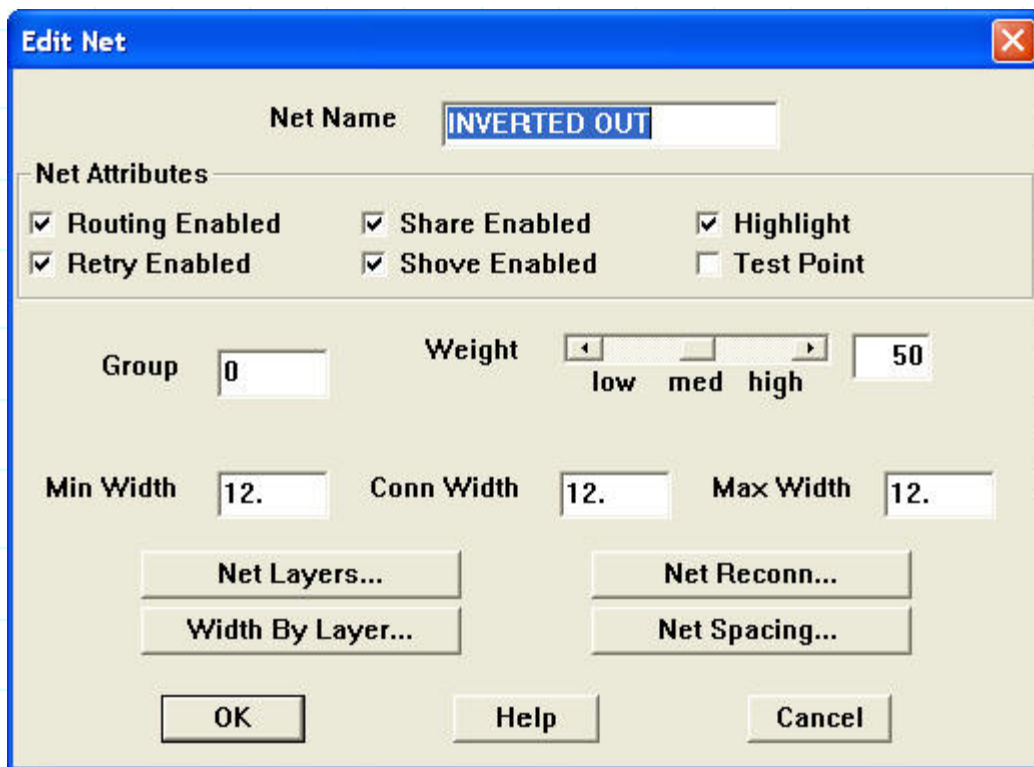 Edit Net
Net Name INVERTED OUT
Net Attributes
Routing Enabled Share Enabled Highlight
Retry Enabled Shove Enabled Test Point
Group 0 Weight 50
low med high
Min Width 12. Conn Width 12. Max Width 12.
Net Layers... Net Reconn...
Width By Layer... Net Spacing...
OK Help Cancel